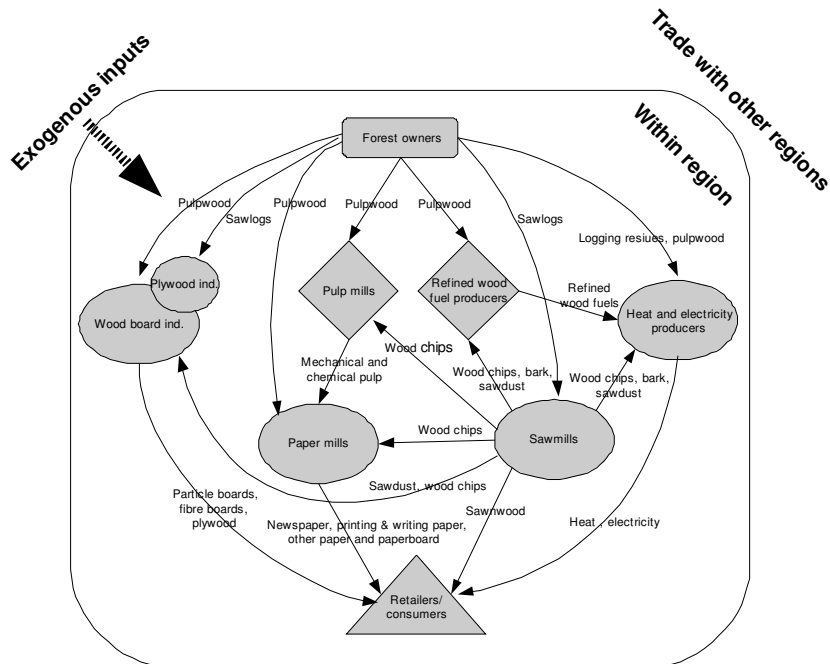 Exogenous inputs
Trade with other regions
Within region
Forest owners
Pulpwood
Sawlogs
Pulpwood
Pulpwood
Pulpwood
Sawlogs
Logging resiues, pulpwood
Plywood ind.
Wood board ind.
Pulp mills
Refined wood
fuel producers
Refined
wood fuels
Heat and electricity
producers
Wood chips
Mechanical and
chemical pulp
Wood chips, bark,
sawdust
Wood chips, bark,
sawdust
Paper mills
Wood chips
Sawmills
Sawdust, wood chips
Particle boards,
fibre boards,
plywood
Newspaper, printing & writing paper,
other paper and paperboard
Sawnwood
Heat , electricity
Retailers/
consumers